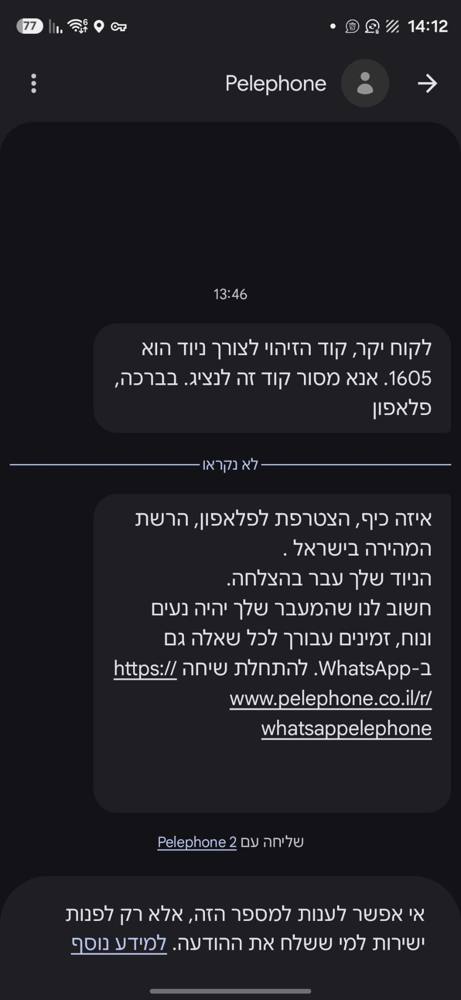 77
6
14:12
Pelephone
13:46
לקוח יקר, קוד הזיהוי לצורך ניוד הוא
1605. אנא מסור קוד זה לנציג. בברכה,
פלאפון
לא נקראו
איזה כיף, הצטרפת לפלאפון, הרשת
המהירה בישראל .
הניוד שלך עבר בהצלחה.
חשוב לנו שהמעבר שלך יהיה נעים
ונוח, זמינים עבורך לכל שאלה גם
ב-WhatsApp. להתחלת שיחה https://
www.pelephone.co.il/r/
whatsappelephone
שליחה עם Pelephone 2
אי אפשר לענות למספר הזה, אלא רק לפנות
ישירות למי ששלח את ההודעה. למידע נוסף